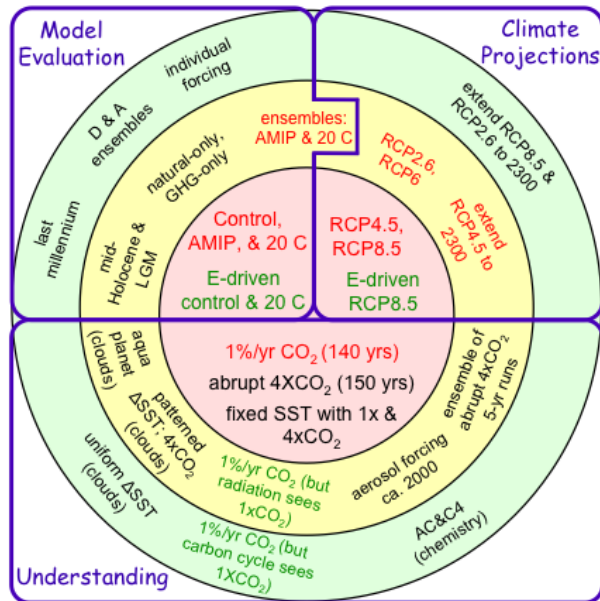 Model
Evaluation
Climate
Projections
individual
forcing
D & A
ensembles
last
millennium
extend RCP8.5 &
RCP2.6 to 2300
ensembles:
AMIP & 20 C
natural-only,
GHG-only
mid-
Holocene &
LGM
RCP2.6,
RCP6
extend
RCP4.5 to
2300
Control,
AMIP, & 20 C
E-driven
control & 20 C
RCP4.5,
RCP8.5
E-driven
RCP8.5
1%/yr CO₂ (140 yrs)
abrupt 4XCO₂ (150 yrs)
fixed SST with 1x &
4xCO₂
aqua
planet
(clouds)
patterned
ΔSST; 4xCO₂
(clouds)
1%/yr CO₂ (but
radiation sees
1xCO₂)
aerosol forcing
ca. 2000
ensemble of
abrupt 4xCO₂
5-yr runs
uniform ΔSST
(clouds)
1%/yr CO₂ (but
carbon cycle sees
1XCO₂)
AC&C4
(chemistry)
Understanding